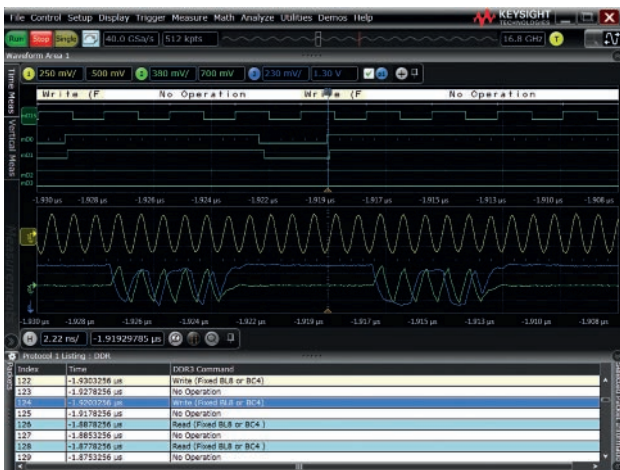 File Control Setup Display Trigger Measure Math Analyze Utilities Demos Help
KEYSIGHT
TECHNOLOGIES
Run Stop Single 40.0 GSa/s 512 kpts 16.8 GHz T
Waveform Area 1
Time Meas
Vertical Meas
250 mV/ 500 mV 380 mV/ 700 mV 230 mV/ 1.30 V
Write (F No Operation Write (F No Operation
mD0
mD1
mD2
mD3
-1.930 µs -1.928 µs -1.926 µs -1.924 µs -1.922 µs -1.919 µs -1.917 µs -1.915 µs -1.913 µs -1.910 µs -1.908 µs
-1.930 µs -1.928 µs -1.926 µs -1.924 µs -1.922 µs -1.919 µs -1.917 µs -1.915 µs -1.913 µs -1.910 µs -1.908 µs
H 2.22 ns/ -1.91929785 µs
Protocol 1 Listing : DDR
Index Time DDR3 Command
122 -1.9303256 µs Write (Fixed BL8 or BC4)
123 -1.9278256 µs No Operation
124 -1.9203256 µs Write (Fixed BL8 or BC4)
125 -1.9178256 µs No Operation
126 -1.8878256 µs Read (Fixed BL8 or BC4 )
127 -1.8853256 µs No Operation
128 -1.8778256 µs Read (Fixed BL8 or BC4 )
129 -1.8753256 µs No Operation